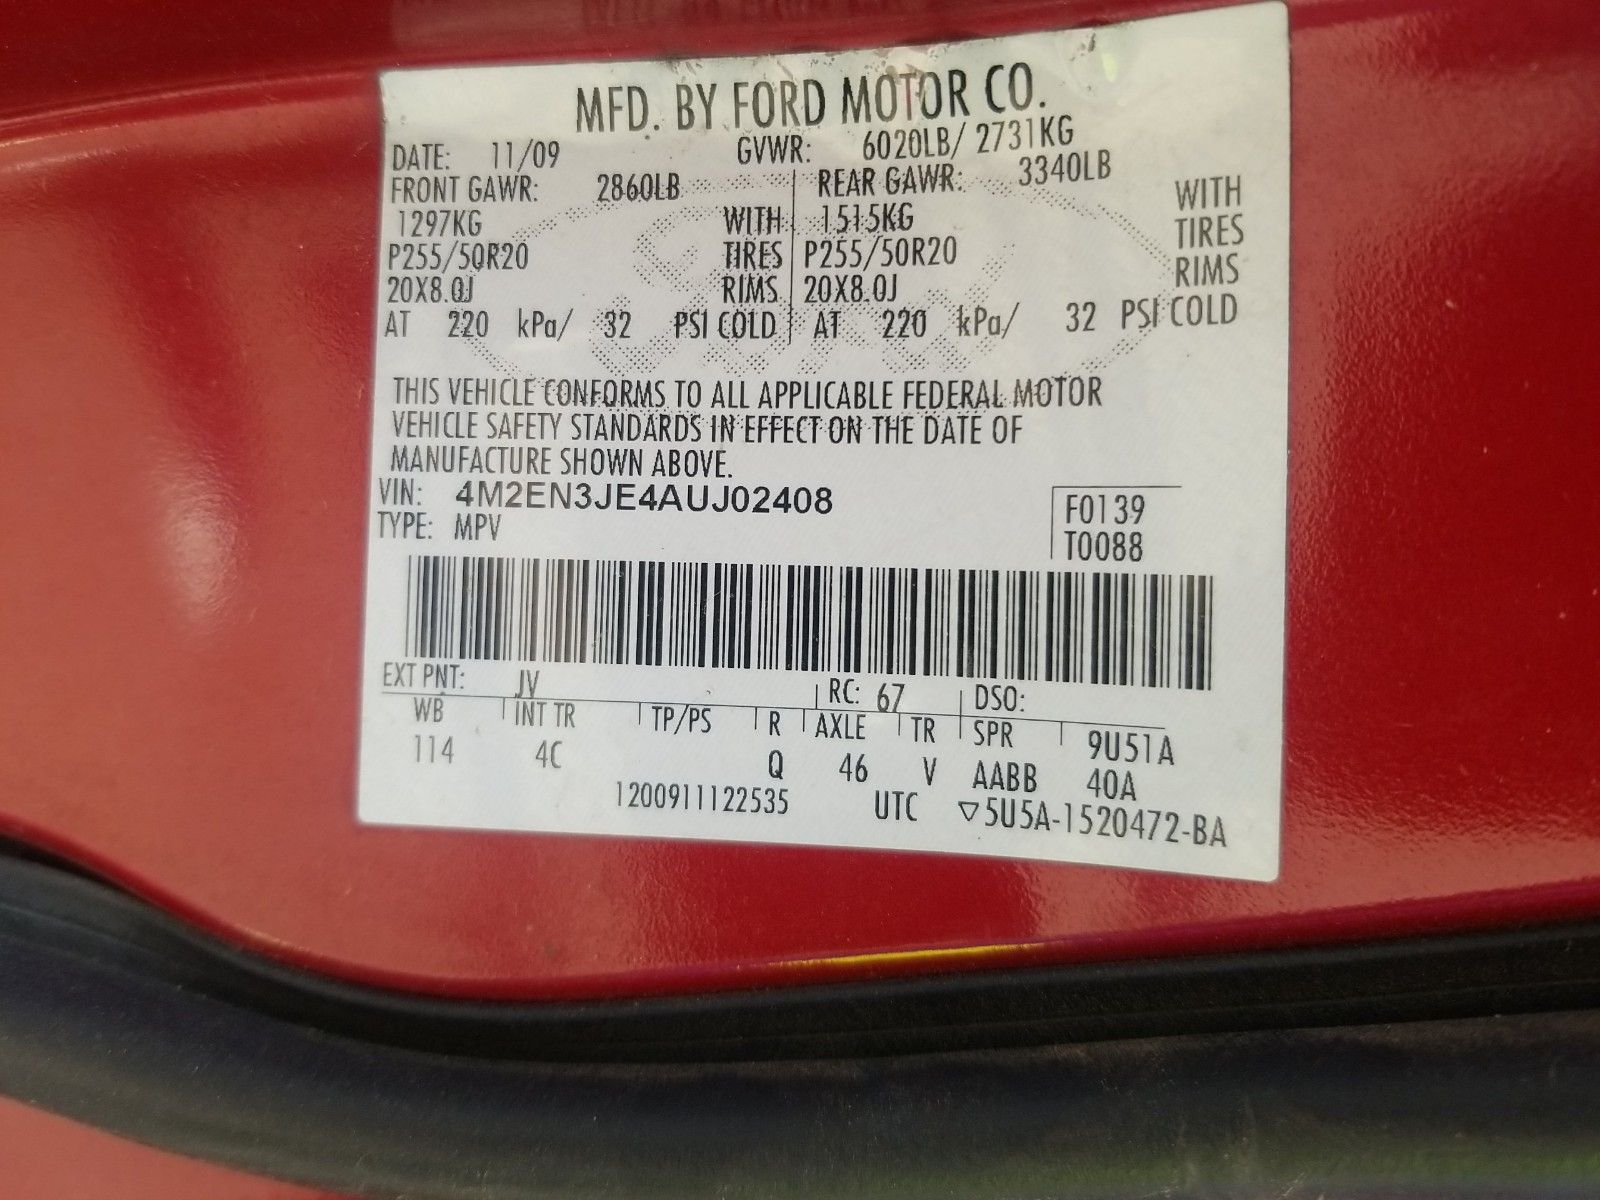 MFD. BY FORD MOTOR CO.
DATE: 11/09 GVWR: 6020LB/ 2731KG
FRONT GAWR: 2860LB REAR GAWR: 3340LB
1297KG WITH 1515KG WITH
P255/50R20 TIRES P255/50R20 TIRES
20X8.0J RIMS 20X8.0J RIMS
AT 220 kPa/ 32 PSI COLD AT 220 kPa/ 32 PSI COLD
THIS VEHICLE CONFORMS TO ALL APPLICABLE FEDERAL MOTOR
VEHICLE SAFETY STANDARDS IN EFFECT ON THE DATE OF
MANUFACTURE SHOWN ABOVE.
VIN: 4M2EN3JE4AUJ02408 F0139
TYPE: MPV T0088
EXT PNT: JV RC: 67 DSO:
WB INT TR TP/PS R AXLE TR SPR 9U51A
114 4C Q 46 V AABB 40A
1200911122535 UTC ▽5U5A-1520472-BA